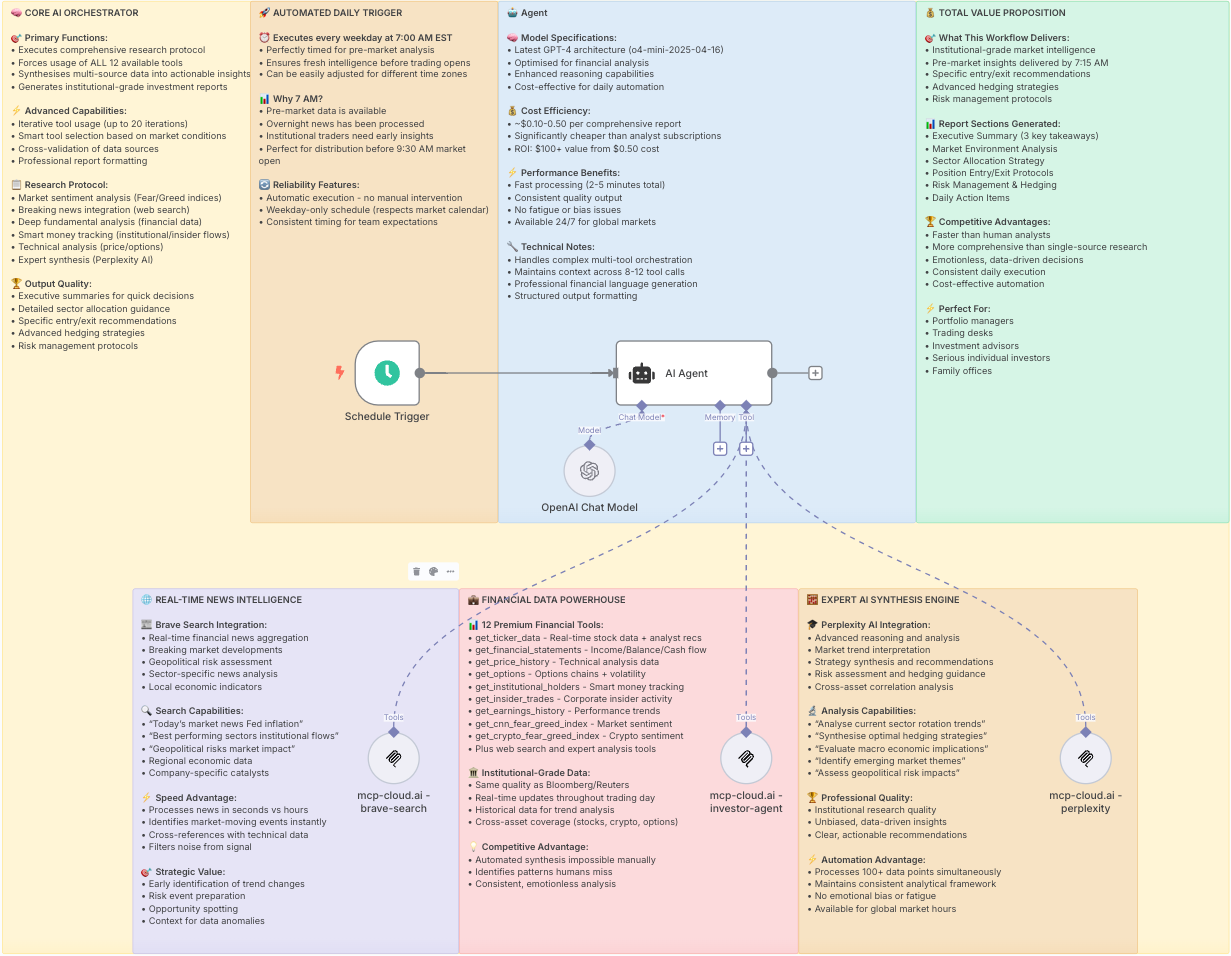 🧠 CORE AI ORCHESTRATOR
🎯 Primary Functions:
• Executes comprehensive research protocol
• Forces usage of ALL 12 available tools
• Synthesises multi-source data into actionable insights
• Generates institutional-grade investment reports
⚡ Advanced Capabilities:
• Iterative tool usage (up to 20 iterations)
• Smart tool selection based on market conditions
• Cross-validation of data sources
• Professional report formatting
📋 Research Protocol:
• Market sentiment analysis (Fear/Greed indices)
• Breaking news integration (web search)
• Deep fundamental analysis (financial data)
• Smart money tracking (institutional/insider flows)
• Technical analysis (price/options)
• Expert synthesis (Perplexity AI)
🏆 Output Quality:
• Executive summaries for quick decisions
• Detailed sector allocation guidance
• Specific entry/exit recommendations
• Advanced hedging strategies
• Risk management protocols
🚀 AUTOMATED DAILY TRIGGER
⏰ Executes every weekday at 7:00 AM EST
• Perfectly timed for pre-market analysis
• Ensures fresh intelligence before trading opens
• Can be easily adjusted for different time zones
📊 Why 7 AM?
• Pre-market data is available
• Overnight news has been processed
• Institutional traders need early insights
• Perfect for distribution before 9:30 AM market
open
🔄 Reliability Features:
• Automatic execution - no manual intervention
• Weekday-only schedule (respects market calendar)
• Consistent timing for team expectations
Schedule Trigger
🤖 Agent
🧠 Model Specifications:
• Latest GPT-4 architecture (o4-mini-2025-04-16)
• Optimised for financial analysis
• Enhanced reasoning capabilities
• Cost-effective for daily automation
💰 Cost Efficiency:
• ~$0.10-0.50 per comprehensive report
• Significantly cheaper than analyst subscriptions
• ROI: $100+ value from $0.50 cost
⚡ Performance Benefits:
• Fast processing (2-5 minutes total)
• Consistent quality output
• No fatigue or bias issues
• Available 24/7 for global markets
🔧 Technical Notes:
• Handles complex multi-tool orchestration
• Maintains context across 8-12 tool calls
• Professional financial language generation
• Structured output formatting
AI Agent
Chat Model*
Memory
Tool
Model
OpenAI Chat Model
💰 TOTAL VALUE PROPOSITION
🎯 What This Workflow Delivers:
• Institutional-grade market intelligence
• Pre-market insights delivered by 7:15 AM
• Specific entry/exit recommendations
• Advanced hedging strategies
• Risk management protocols
📊 Report Sections Generated:
• Executive Summary (3 key takeaways)
• Market Environment Analysis
• Sector Allocation Strategy
• Position Entry/Exit Protocols
• Risk Management & Hedging
• Daily Action Items
🏆 Competitive Advantages:
• Faster than human analysts
• More comprehensive than single-source research
• Emotionless, data-driven decisions
• Consistent daily execution
• Cost-effective automation
⚡ Perfect For:
• Portfolio managers
• Trading desks
• Investment advisors
• Serious individual investors
• Family offices
🌐 REAL-TIME NEWS INTELLIGENCE
📰 Brave Search Integration:
• Real-time financial news aggregation
• Breaking market developments
• Geopolitical risk assessment
• Sector-specific news analysis
• Local economic indicators
🔍 Search Capabilities:
• “Today’s market news Fed inflation”
• “Best performing sectors institutional flows”
• “Geopolitical risks market impact”
• Regional economic data
• Company-specific catalysts
⚡ Speed Advantage:
• Processes news in seconds vs hours
• Identifies market-moving events instantly
• Cross-references with technical data
• Filters noise from signal
🎯 Strategic Value:
• Early identification of trend changes
• Risk event preparation
• Opportunity spotting
• Context for data anomalies
Tools
mcp-cloud.ai -
brave-search
💼 FINANCIAL DATA POWERHOUSE
📊 12 Premium Financial Tools:
• get_ticker_data - Real-time stock data + analyst recs
• get_financial_statements - Income/Balance/Cash flow
• get_price_history - Technical analysis data
• get_options - Options chains + volatility
• get_institutional_holders - Smart money tracking
• get_insider_trades - Corporate insider activity
• get_earnings_history - Performance trends
• get_cnn_fear_greed_index - Market sentiment
• get_crypto_fear_greed_index - Crypto sentiment
• Plus web search and expert analysis tools
🏛️ Institutional-Grade Data:
• Same quality as Bloomberg/Reuters
• Real-time updates throughout trading day
• Historical data for trend analysis
• Cross-asset coverage (stocks, crypto, options)
💡 Competitive Advantage:
• Automated synthesis impossible manually
• Identifies patterns humans miss
• Consistent, emotionless analysis
Tools
mcp-cloud.ai -
investor-agent
🧱 EXPERT AI SYNTHESIS ENGINE
🎓 Perplexity AI Integration:
• Advanced reasoning and analysis
• Market trend interpretation
• Strategy synthesis and recommendations
• Risk assessment and hedging guidance
• Cross-asset correlation analysis
🔬 Analysis Capabilities:
• “Analyse current sector rotation trends”
• “Synthesise optimal hedging strategies”
• “Evaluate macro economic implications”
• “Identify emerging market themes”
• “Assess geopolitical risk impacts”
🏆 Professional Quality:
• Institutional research quality
• Unbiased, data-driven insights
• Clear, actionable recommendations
⚡ Automation Advantage:
• Processes 100+ data points simultaneously
• Maintains consistent analytical framework
• No emotional bias or fatigue
• Available for global market hours
Tools
mcp-cloud.ai -
perplexity